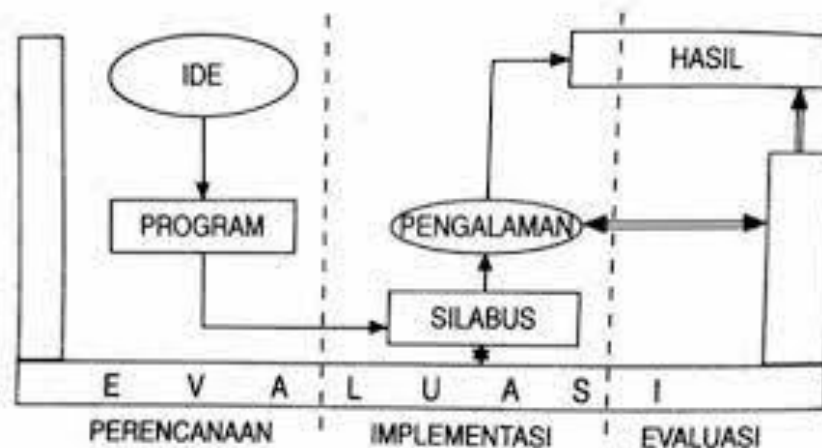 IDE
HASIL
PROGRAM
PENGALAMAN
SILABUS
E V A L U A S I
PERENCANAAN IMPLEMENTASI EVALUASI